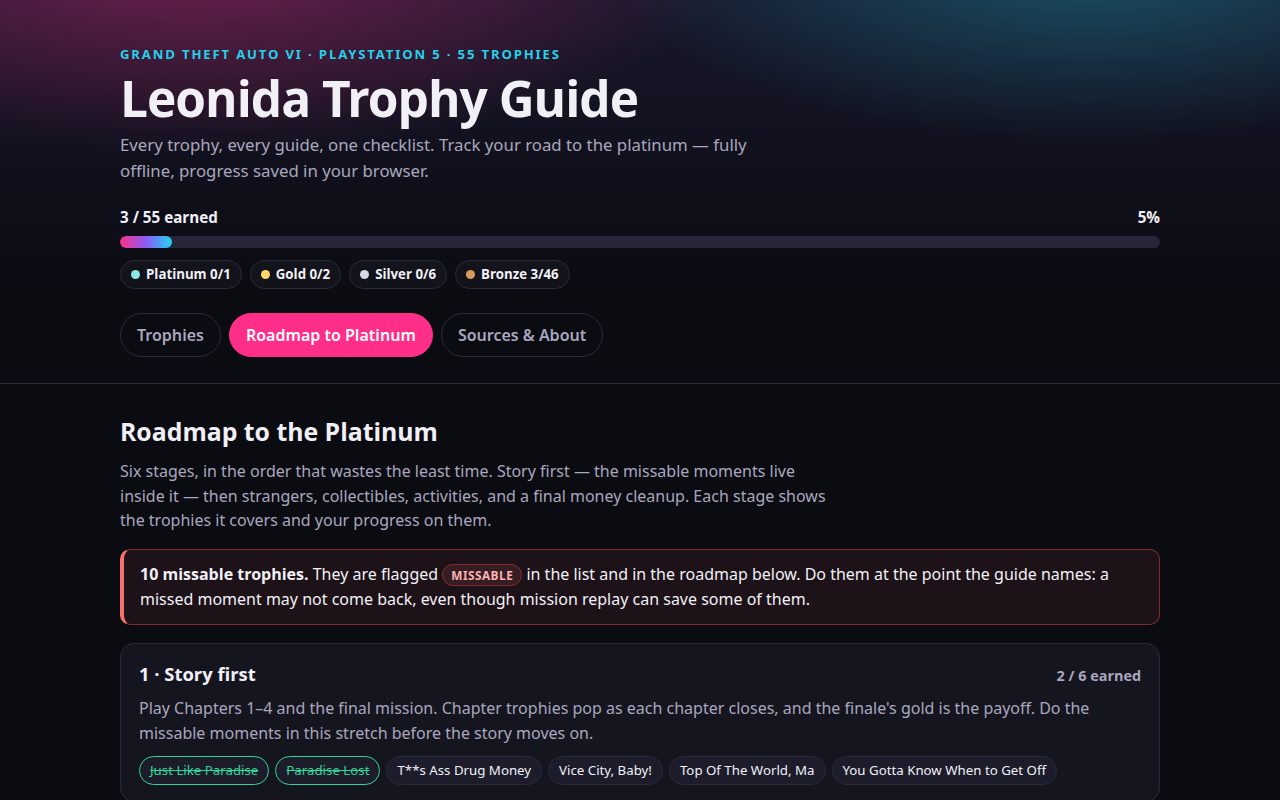 GRAND THEFT AUTO VI · PLAYSTATION 5 · 55 TROPHIES
Leonida Trophy Guide
Every trophy, every guide, one checklist. Track your road to the platinum — fully
offline, progress saved in your browser.
3 / 55 earned
5%
Platinum 0/1
Gold 0/2
Silver 0/6
Bronze 3/46
Trophies
Roadmap to Platinum
Sources & About
Roadmap to the Platinum
Six stages, in the order that wastes the least time. Story first — the missable moments live
inside it — then strangers, collectibles, activities, and a final money cleanup. Each stage shows
the trophies it covers and your progress on them.
10 missable trophies. They are flagged MISSABLE in the list and in the roadmap below. Do them at the point the guide names: a
missed moment may not come back, even though mission replay can save some of them.
1 · Story first
2 / 6 earned
Play Chapters 1–4 and the final mission. Chapter trophies pop as each chapter closes, and the finale's gold is the payoff. Do the
missable moments in this stretch before the story moves on.
Just Like Paradise
Paradise Lost
T**s Ass Drug Money
Vice City, Baby!
Top Of The World, Ma
You Gotta Know When to Get Off